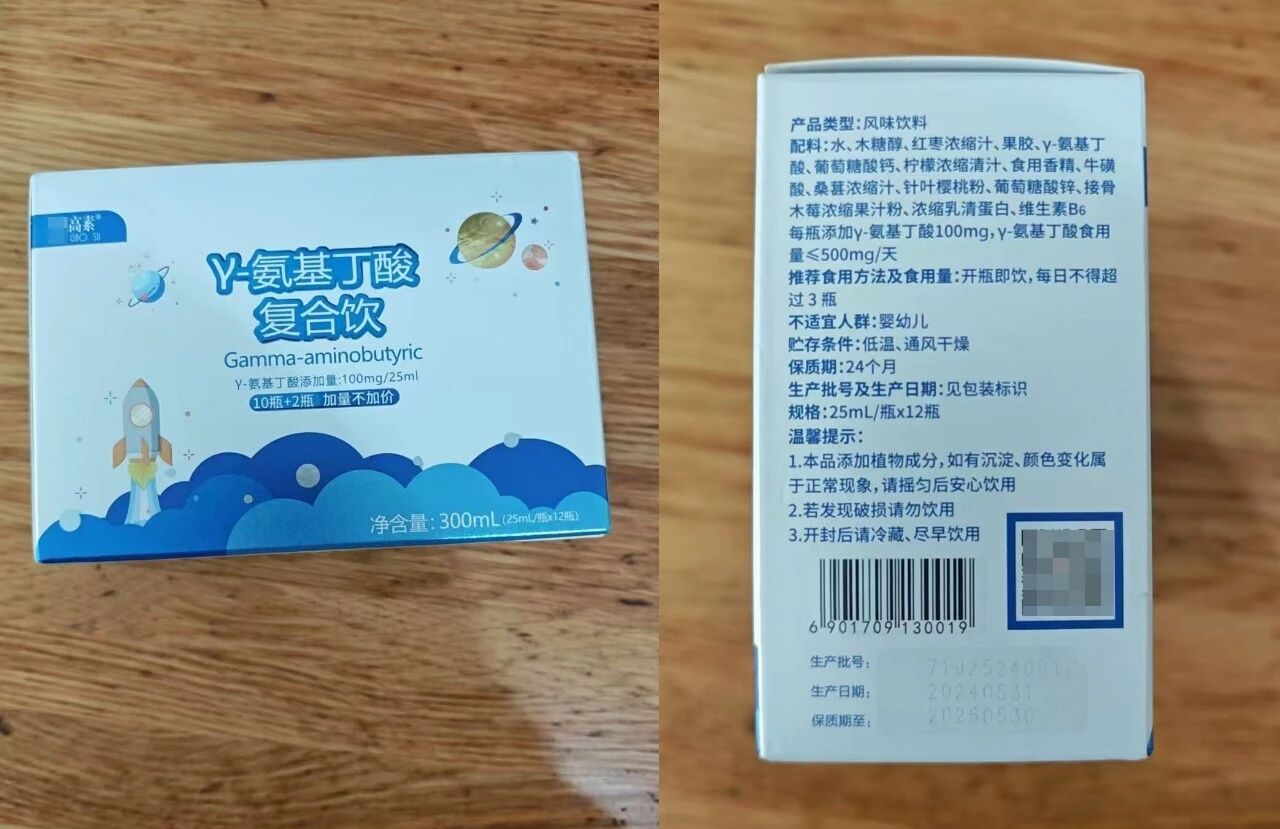 高素®
GAO SU
γ-氨基丁酸
复合饮
Gamma-aminobutyric
γ-氨基丁酸添加量:100mg/25ml
10瓶+2瓶 加量不加价
净含量: 300mL (25mL/瓶x12瓶)
产品类型:风味饮料
配料:水、木糖醇、红枣浓缩汁、果胶、γ-氨基丁
酸、葡萄糖酸钙、柠檬浓缩清汁、食用香精、牛磺
酸、桑葚浓缩汁、针叶樱桃粉、葡萄糖酸锌、接骨
木莓浓缩果汁粉、浓缩乳清蛋白、维生素B6
每瓶添加γ-氨基丁酸100mg,γ-氨基丁酸食用
量≤500mg/天
推荐食用方法及食用量:开瓶即饮,每日不得超
过3瓶
不适宜人群:婴幼儿
贮存条件:低温、通风干燥
保质期:24个月
生产批号及生产日期:见包装标识
规格:25mL/瓶x12瓶
温馨提示:
1.本品添加植物成分,如有沉淀、颜色变化属
于正常现象,请摇匀后安心饮用
2.若发现破损请勿饮用
3.开封后请冷藏、尽早饮用
6 901709 130019
生产批号:
生产日期: 20240531
保质期至: 20260530